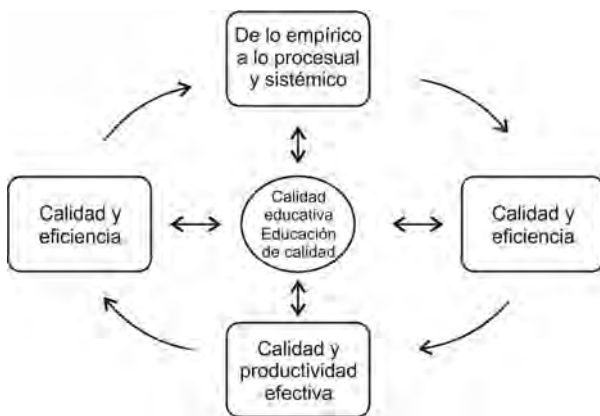 De lo empírico
a lo procesual
y sistémico
Calidad y
eficiencia
Calidad
educativa
Educación
de calidad
Calidad y
eficiencia
Calidad y
productividad
efectiva